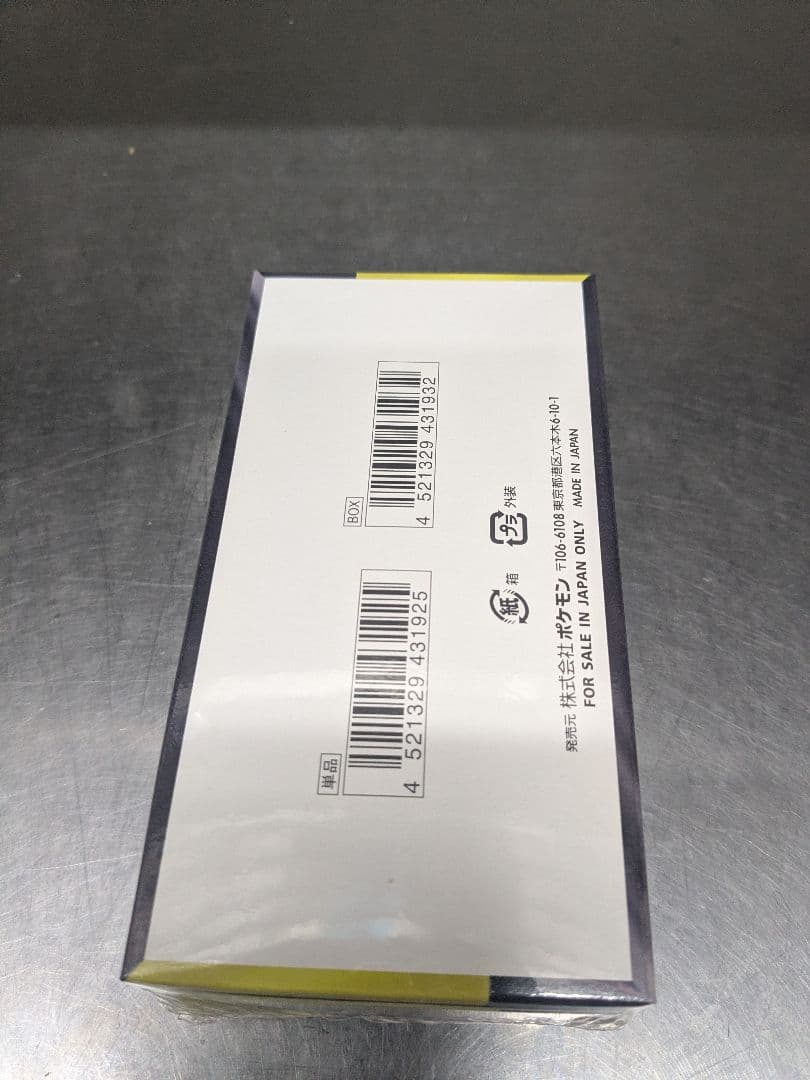 単品
4 521329 431925
BOX
4 521329 431932
紙 箱 プラ 外装
発売元 株式会社 ポケモン 〒106-6108 東京都港区六本木6-10-1
FOR SALE IN JAPAN ONLY MADE IN JAPAN